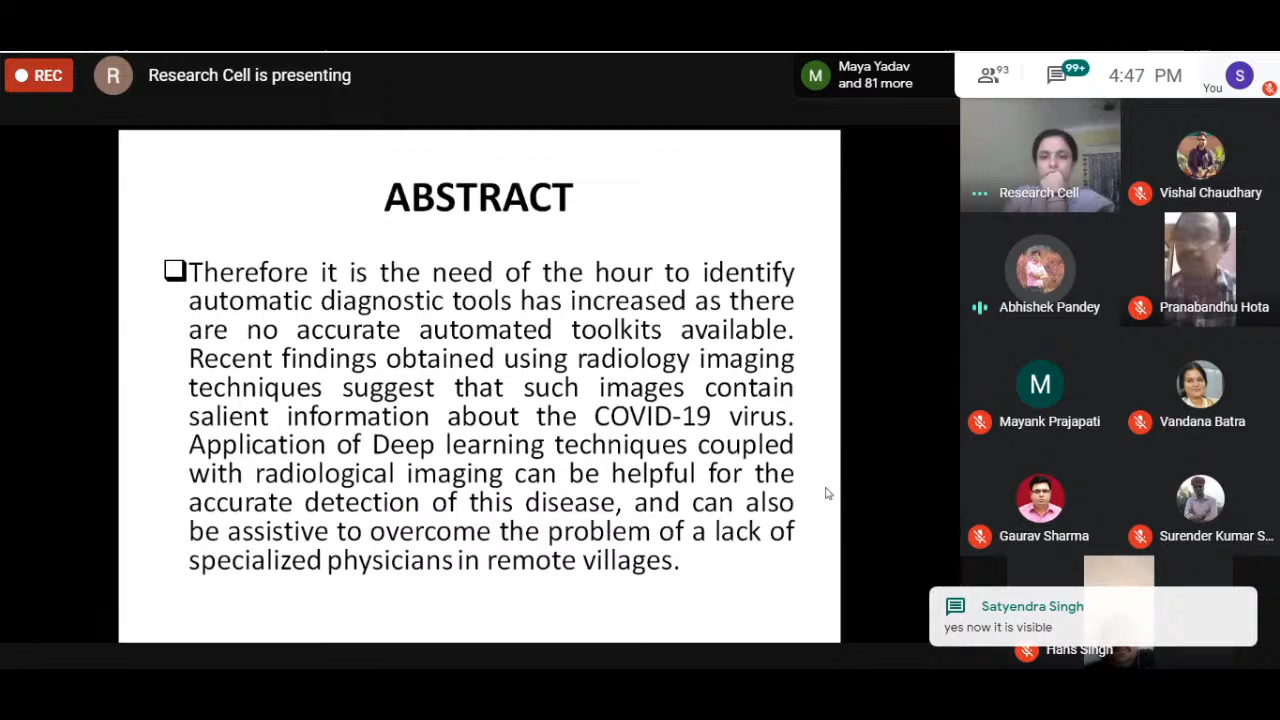 REC
R
Research Cell is presenting
M
Maya Yadav
and 81 more
93
99+
4:47 PM
You
S
ABSTRACT
Therefore it is the need of the hour to identify
automatic diagnostic tools has increased as there
are no accurate automated toolkits available.
Recent findings obtained using radiology imaging
techniques suggest that such images contain
salient information about the COVID-19 virus.
Application of Deep learning techniques coupled
with radiological imaging can be helpful for the
accurate detection of this disease, and can also
be assistive to overcome the problem of a lack of
specialized physicians in remote villages.
Research Cell
Vishal Chaudhary
Abhishek Pandey
Pranabandhu Hota
M
Mayank Prajapati
Vandana Batra
Gaurav Sharma
Surender Kumar S...
Satyendra Singh
yes now it is visible
Hans Singh